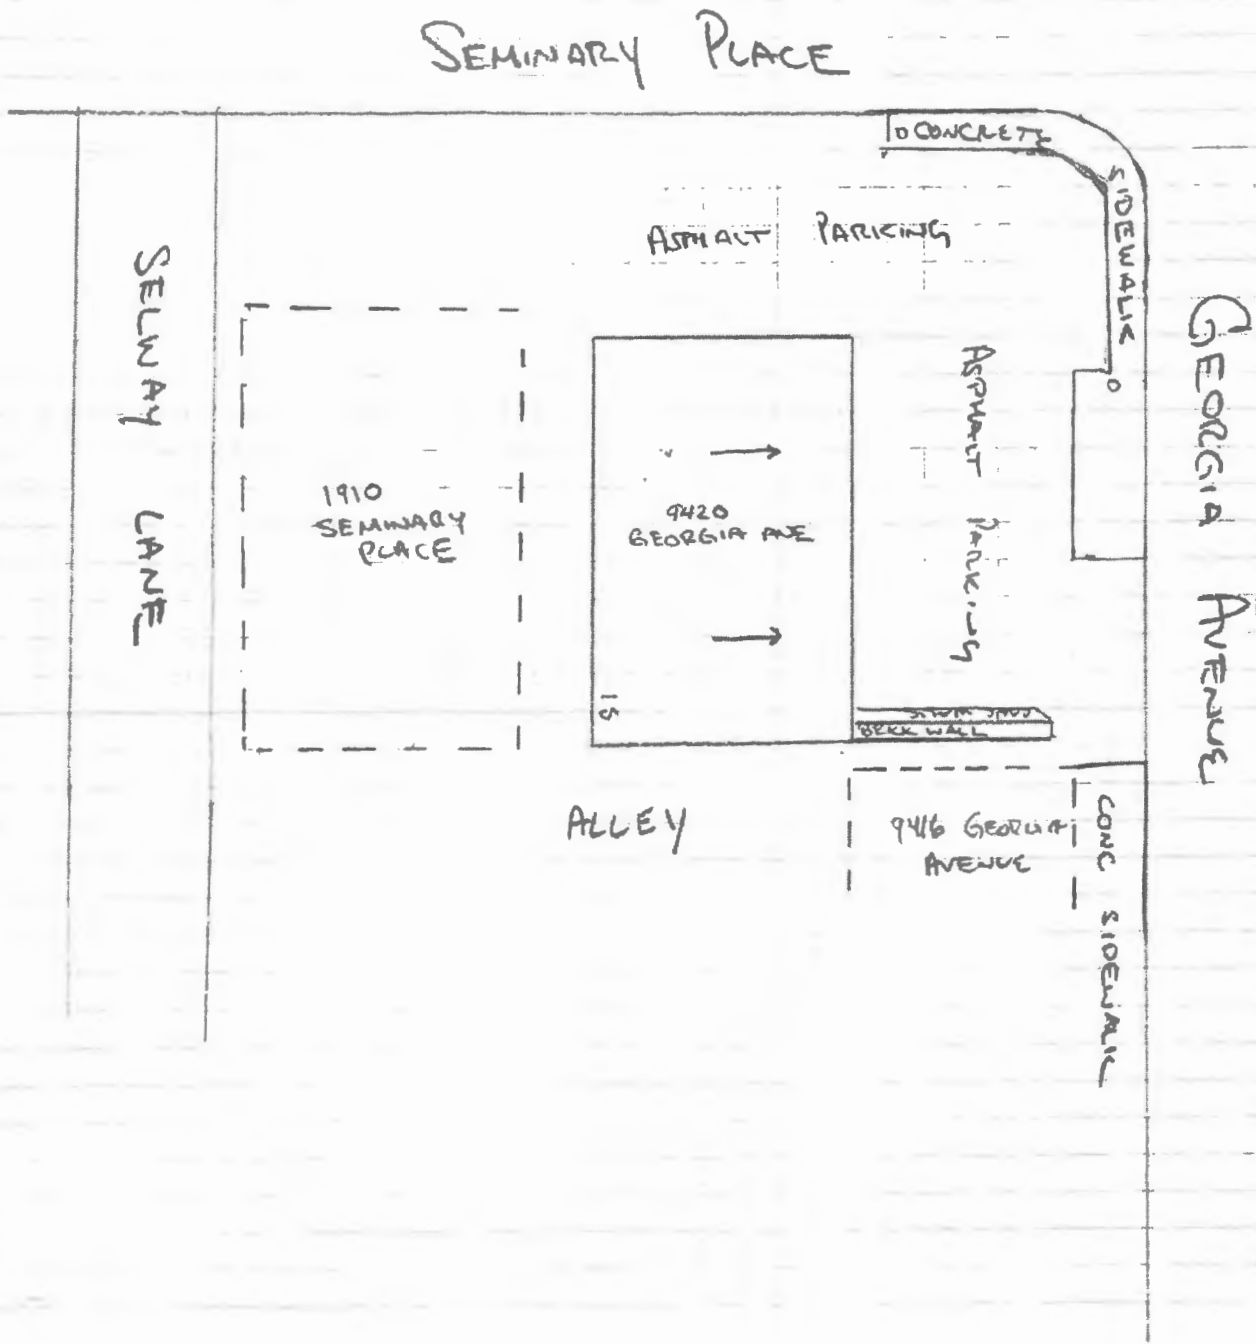 SEMINARY PLACE
CONCRETE
SIDEWALK
ASPHALT PARKING
SELWAY LANE
GEORGIA AVENUE
ASPHALT PARKING
1910
SEMINARY
PLACE
9420
GEORGIA AVE
15
BRCK WALL
ALLEY
9416 GEORGIA
AVENUE
CONC SIDEWALK